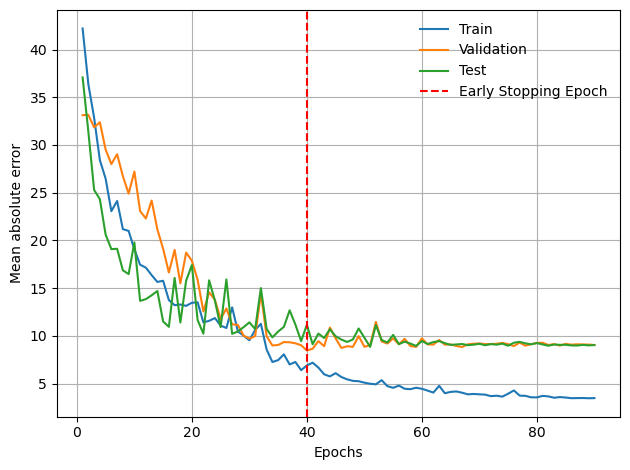 Train
Validation
Test
Early Stopping Epoch
Mean absolute error
40
35
30
25
20
15
10
5
0
20
40
60
80
Epochs